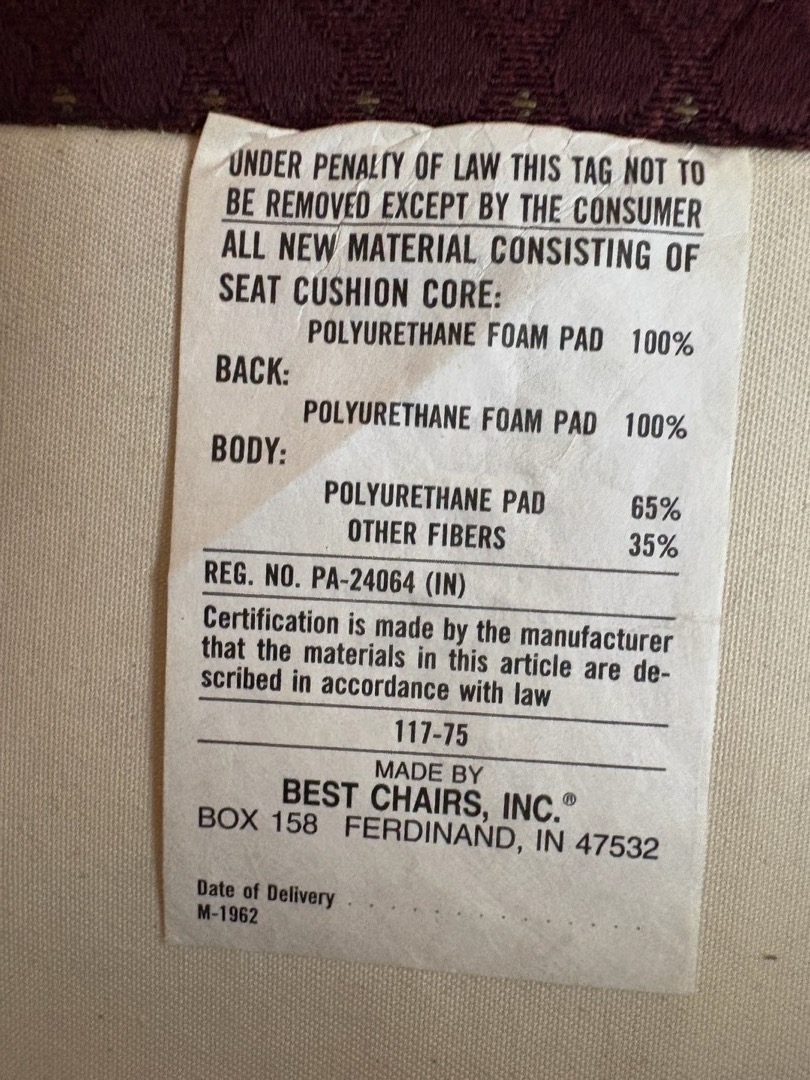 UNDER PENALTY OF LAW THIS TAG NOT TO
BE REMOVED EXCEPT BY THE CONSUMER
ALL NEW MATERIAL CONSISTING OF
SEAT CUSHION CORE:
POLYURETHANE FOAM PAD 100%
BACK:
POLYURETHANE FOAM PAD 100%
BODY:
POLYURETHANE PAD 65%
OTHER FIBERS 35%
REG. NO. PA-24064 (IN)
Certification is made by the manufacturer
that the materials in this article are de-
scribed in accordance with law
117-75
MADE BY
BEST CHAIRS, INC.®
BOX 158 FERDINAND, IN 47532
Date of Delivery . . . . . . . . . . . . . . .
M-1962